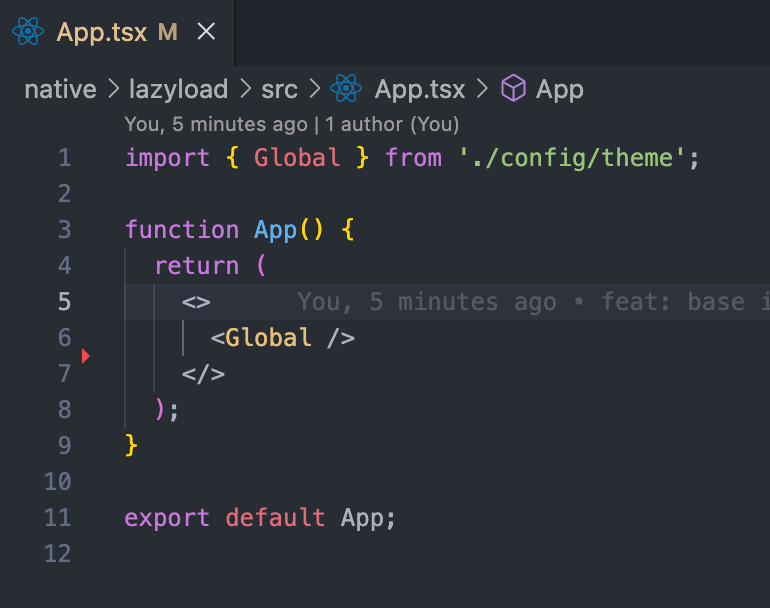 App.tsx M
native > lazyload > src > App.tsx > App
You, 5 minutes ago | 1 author (You)
1 import { Global } from './config/theme';
2
3 function App() {
4   return (
5     <>      You, 5 minutes ago • feat: base i
6       <Global />
7     </>
8   );
9 }
10
11 export default App;
12